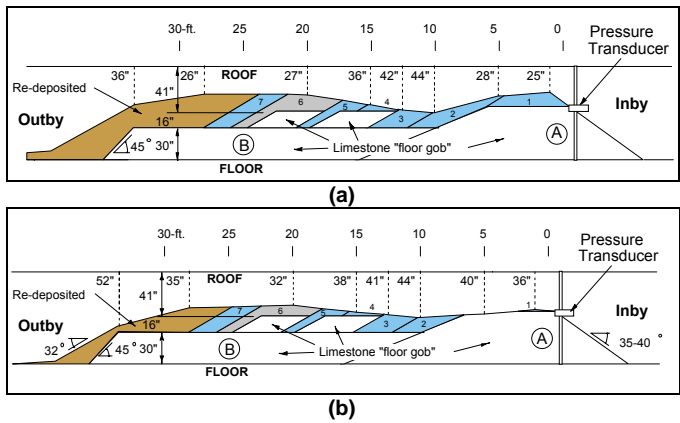 30-ft. 25 20 15 10 5 0
Pressure
Transducer
36" 26" 27" 36" 42" 44" 28" 25"
ROOF
41"
Re-deposited
Outby
Inby
7 6 5 4 3 2 1
16"
B
A
Limestone "floor gob"
45° 30"
FLOOR
(a)
30-ft. 25 20 15 10 5 0
Pressure
Transducer
52" 35" 32" 38" 41" 44" 40" 36"
ROOF
41"
Re-deposited
Outby
Inby
7 6 5 4 3 2 1
16"
B
A
Limestone "floor gob"
32° 45° 30"
35-40 °
FLOOR
(b)